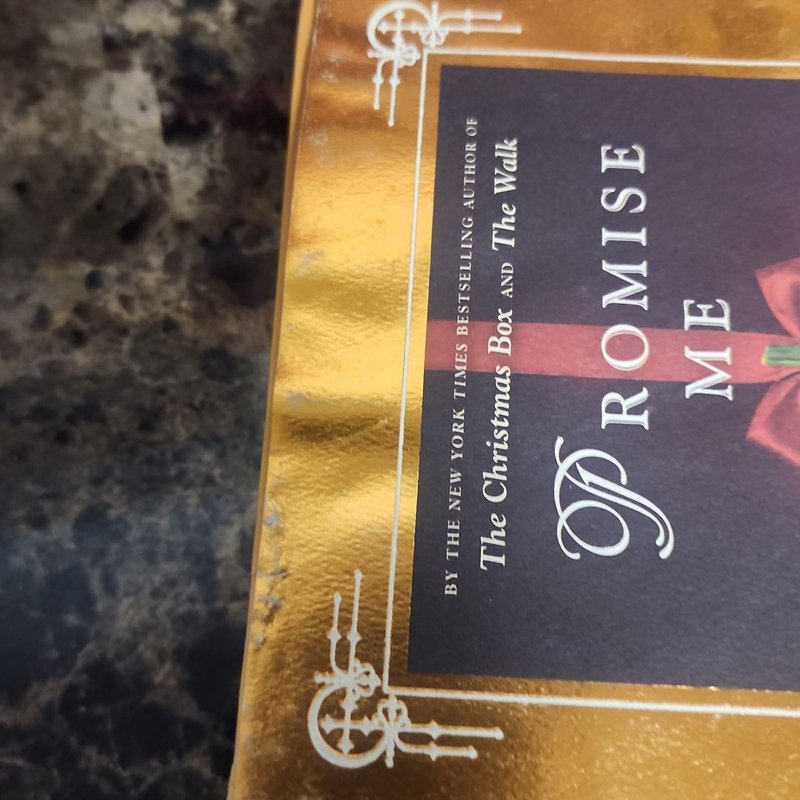 BY THE NEW YORK TIMES BESTSELLING AUTHOR OF
The Christmas Box AND The Walk
PROMISE
ME